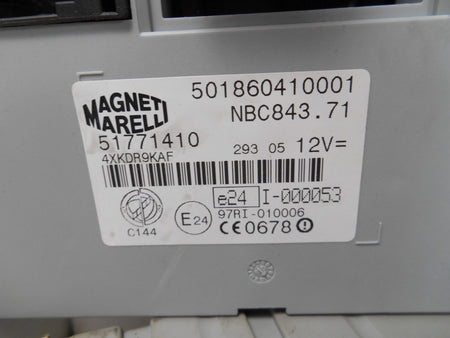 MAGNETI
MARELLI
501860410001
NBC843.71
51771410
4XKDR9KAF
293 05 12V=
e24 I-000053
97RI-010006
E24
C144
CE0678